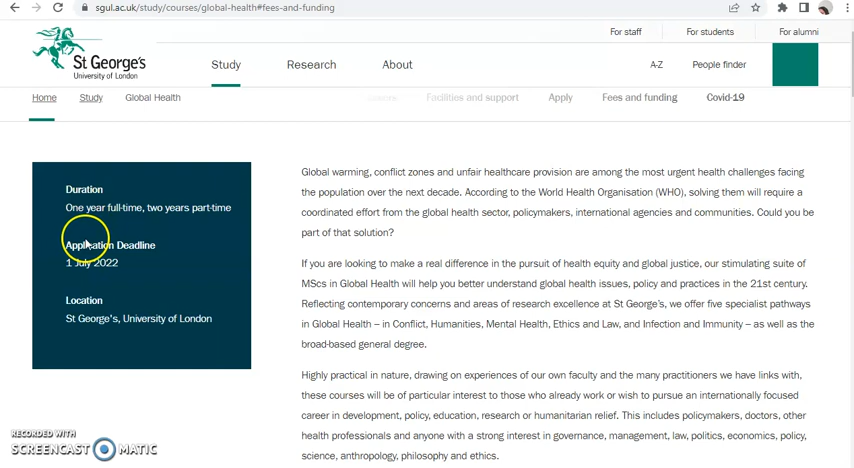 sgul.ac.uk/study/courses/global-health#fees-and-funding
For staff
For students
For alumni
St George's
University of London
Study
Research
About
A-Z
People finder
Home
Study
Global Health
Facilities and support
Apply
Fees and funding
Covid-19
Duration
One year full-time, two years part-time
Application Deadline
1 July 2022
Location
St George's, University of London
Global warming, conflict zones and unfair healthcare provision are among the most urgent health challenges facing
the population over the next decade. According to the World Health Organisation (WHO), solving them will require a
coordinated effort from the global health sector, policymakers, international agencies and communities. Could you be
part of that solution?
If you are looking to make a real difference in the pursuit of health equity and global justice, our stimulating suite of
MScs in Global Health will help you better understand global health issues, policy and practices in the 21st century.
Reflecting contemporary concerns and areas of research excellence at St George's, we offer five specialist pathways
in Global Health – in Conflict, Humanities, Mental Health, Ethics and Law, and Infection and Immunity – as well as the
broad-based general degree.
Highly practical in nature, drawing on experiences of our own faculty and the many practitioners we have links with,
these courses will be of particular interest to those who already work or wish to pursue an internationally focused
career in development, policy, education, research or humanitarian relief. This includes policymakers, doctors, other
health professionals and anyone with a strong interest in governance, management, law, politics, economics, policy,
science, anthropology, philosophy and ethics.
RECORDED WITH
SCREENCAST MATIC